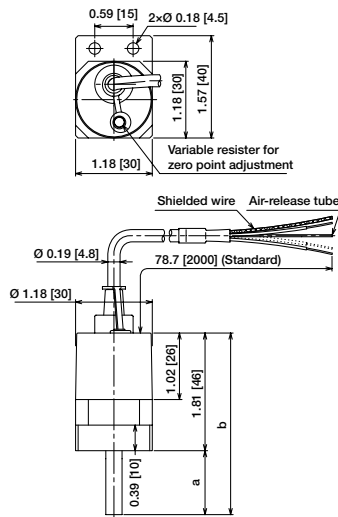 0.59 [15]
2×Ø 0.18 [4.5]
1.18 [30]
1.57 [40]
1.18 [30]
Variable resister for
zero point adjustment
Shielded wire
Air-release tube
Ø 0.19 [4.8]
78.7 [2000] (Standard)
Ø 1.18 [30]
1.02 [26]
1.81 [46]
b
0.39 [10]
a